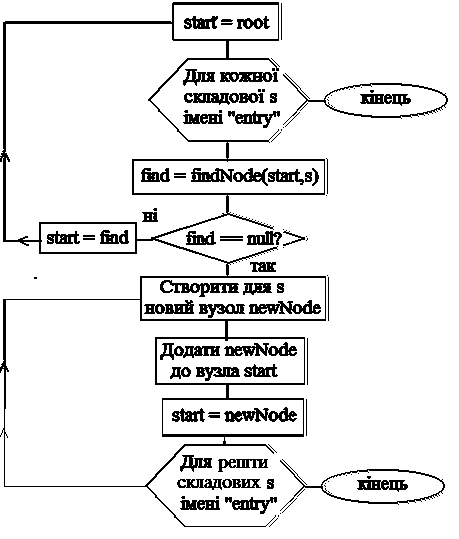 start = root
Для кожної
складової s
імені "entry"
кінець
find = findNode(start,s)
ні
start = find
find == null?
так
Створити для s
новий вузол newNode
Додати newNode
до вузла start
start = newNode
Для решти
складових s
імені "entry"
кінець